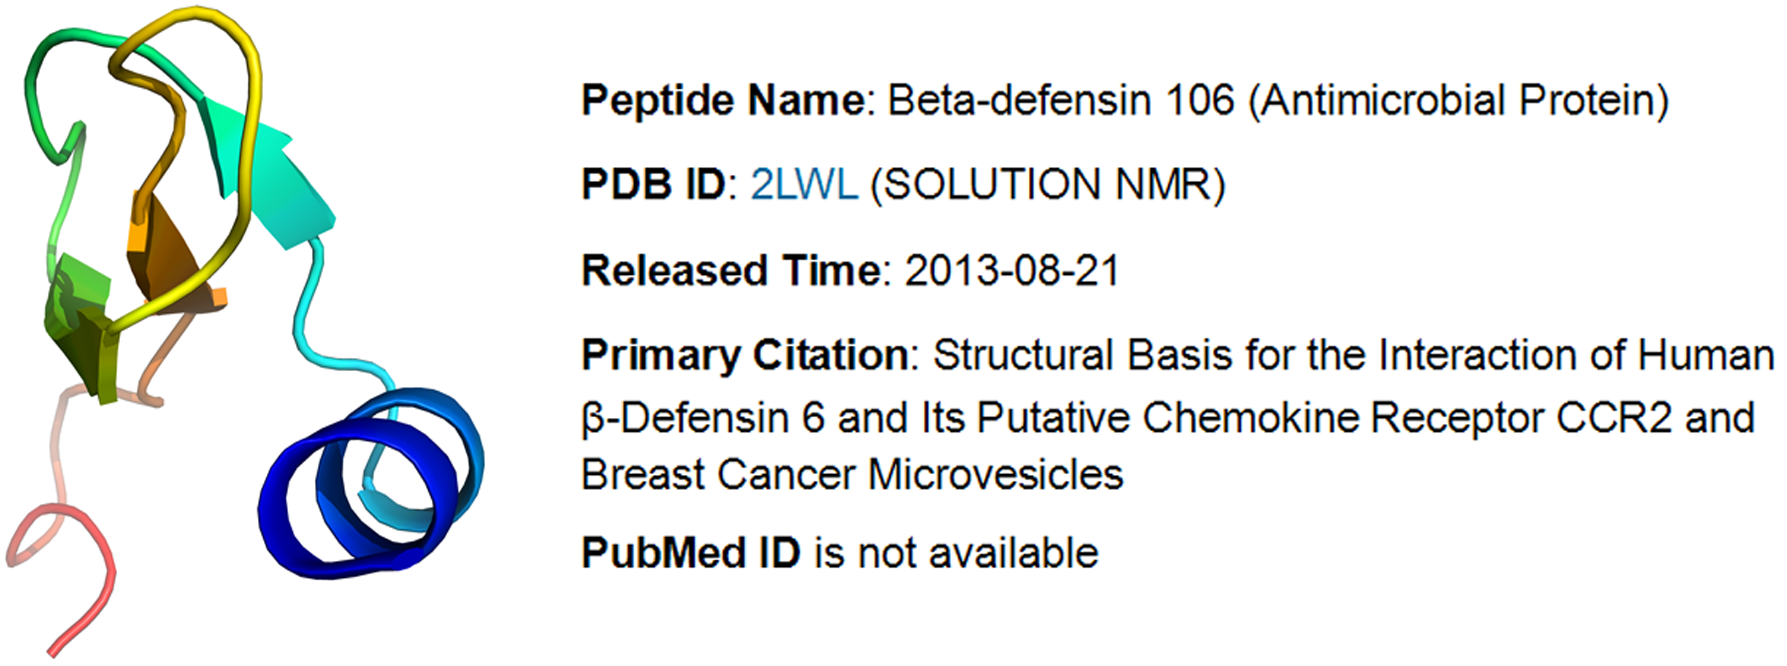 Peptide Name: Beta-defensin 106 (Antimicrobial Protein)
PDB ID: 2LWL (SOLUTION NMR)
Released Time: 2013-08-21
Primary Citation: Structural Basis for the Interaction of Human
β-Defensin 6 and Its Putative Chemokine Receptor CCR2 and
Breast Cancer Microvesicles
PubMed ID is not available